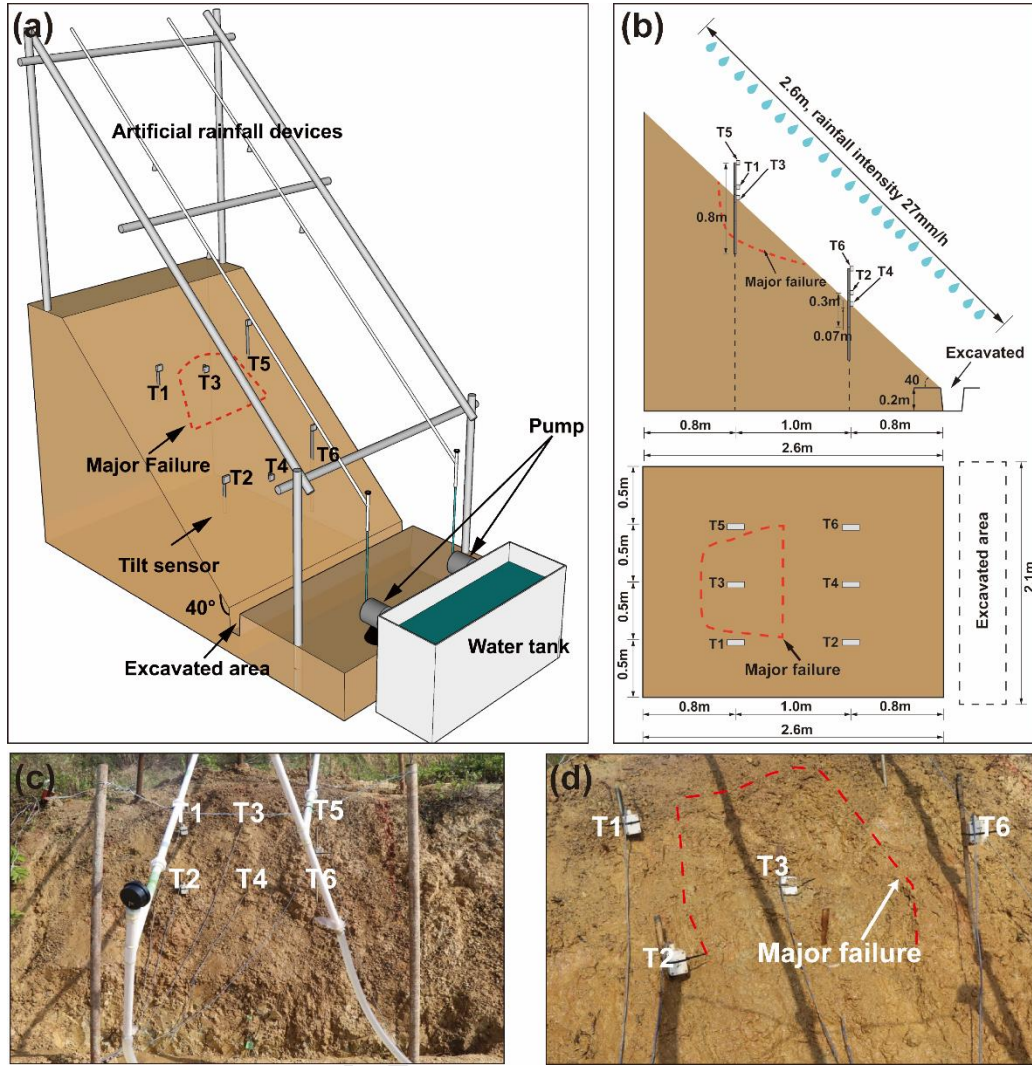 (a)
Artificial rainfall devices
T5
T1
T3
T6
Major Failure
T2
T4
Pump
Tilt sensor
40°
Excavated area
Water tank
(b)
2.6m, rainfall intensity 27mm/h
T5
T1
T3
0.8m
T6
T2
T4
Major failure
0.3m
0.07m
Excavated
40
0.2m
0.8m
1.0m
0.8m
2.6m
0.5m
0.5m
0.5m
0.5m
T5
T6
T3
T4
T1
T2
Major failure
Excavated area
2.1m
0.8m
1.0m
0.8m
2.6m
(c)
T1
T3
T5
T2
T4
T6
(d)
T1
T6
T3
T2
Major failure